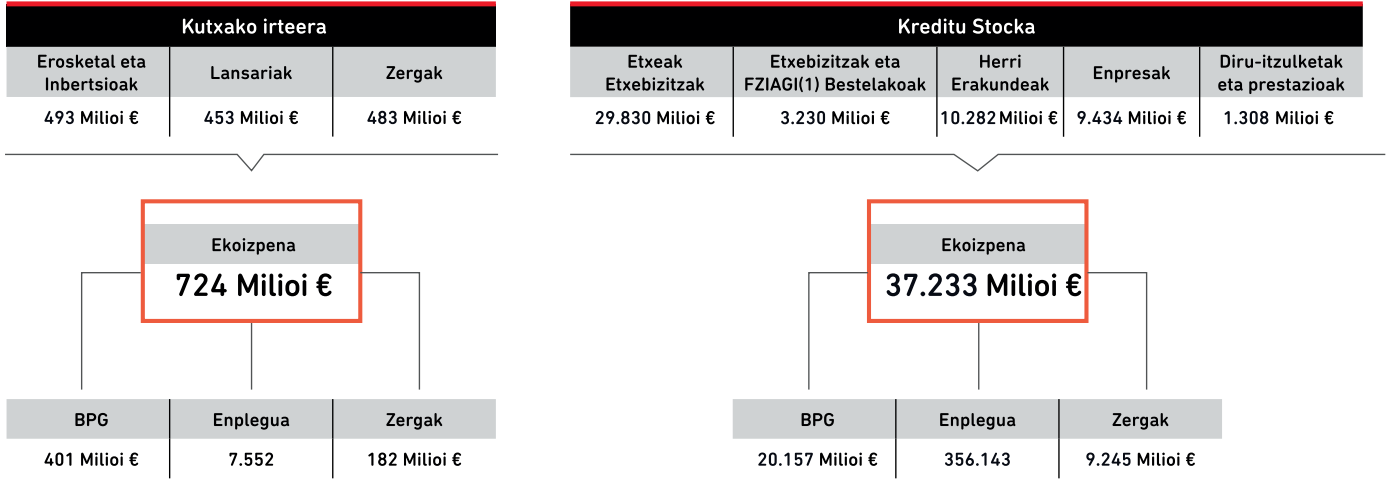 Kutxako irteera
Erosketal eta
Inbertsioak
Lansariak
Zergak
493 Milioi €
453 Milioi €
483 Milioi €
Ekoizpena
724 Milioi €
BPG
Enplegua
Zergak
401 Milioi €
7.552
182 Milioi €
Kreditu Stocka
Etxeak
Etxebizitzak
Etxebizitzak eta
FZIAGI(1) Bestelakoak
Herri
Erakundeak
Enpresak
Diru-itzulketak
eta prestazioak
29.830 Milioi €
3.230 Milioi €
10.282 Milioi €
9.434 Milioi €
1.308 Milioi €
Ekoizpena
37.233 Milioi €
BPG
Enplegua
Zergak
20.157 Milioi €
356.143
9.245 Milioi €